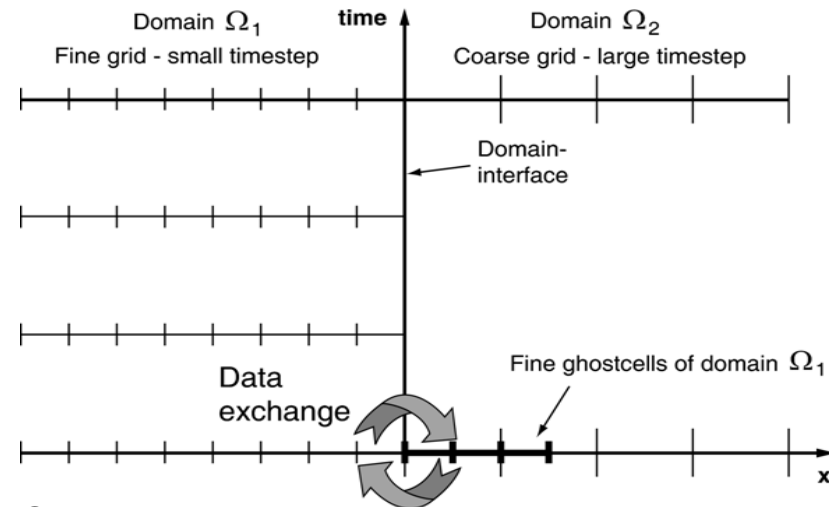 Domain Ω₁
Fine grid - small timestep
time
Domain Ω₂
Coarse grid - large timestep
Domain-
interface
Data
exchange
Fine ghostcells of domain Ω₁
x